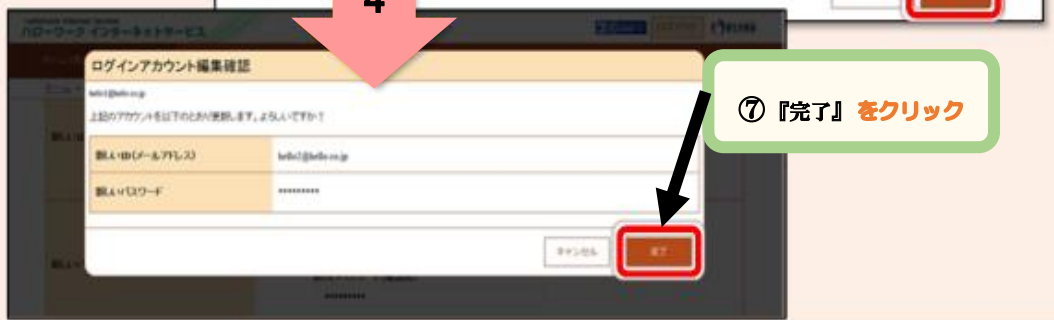 4
ハローワーク インターネットサービス
ログインアカウント編集確認
hello1@hello.co.jp
上記のアカウントを以下のとおり更新します。よろしいですか？
新しいID(メールアドレス)
hello2@hello.co.jp
新しいパスワード
*********
キャンセル
完了
⑦『完了』をクリック
*********